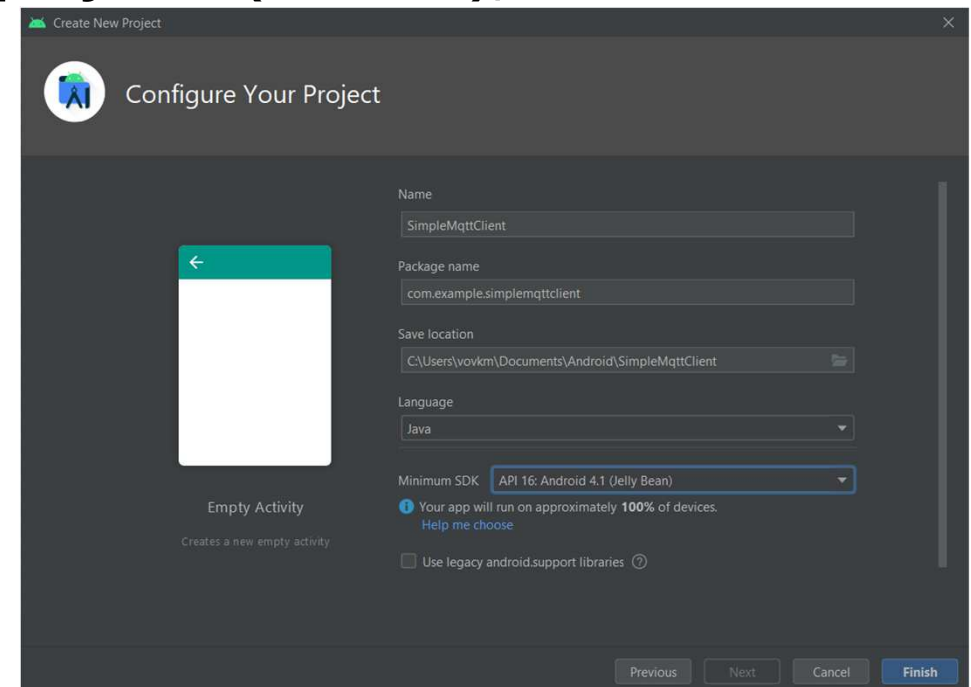 Create New Project
Configure Your Project
Name
SimpleMqttClient
Package name
com.example.simplemqttclient
Save location
C:\Users\vovkm\Documents\Android\SimpleMqttClient
Language
Java
Minimum SDK API 16: Android 4.1 (Jelly Bean)
Your app will run on approximately 100% of devices.
Help me choose
Use legacy android.support libraries
Empty Activity
Creates a new empty activity
Previous Next Cancel Finish